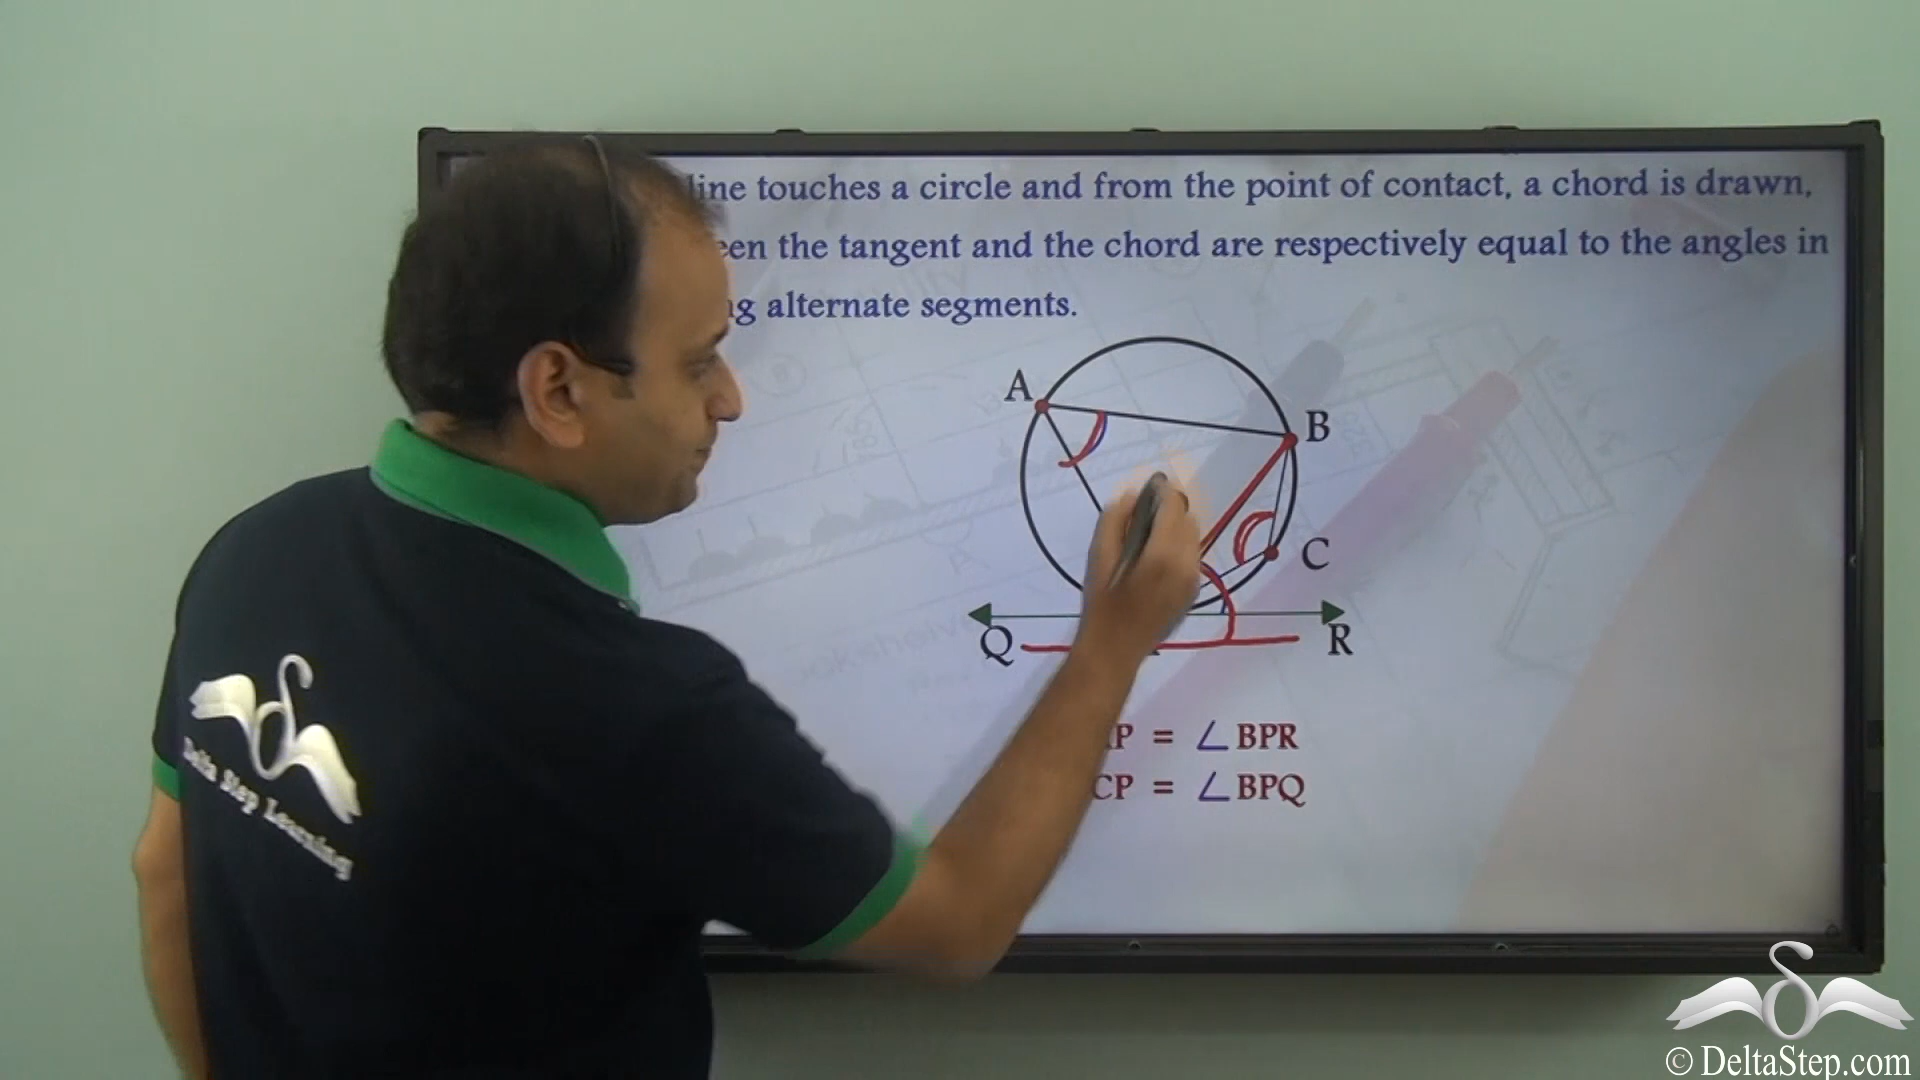 line touches a circle and from the point of contact, a chord is drawn,
the tangent and the chord are respectively equal to the angles in
alternate segments.
A
B
C
Q
R
P = ∠BPR
CP = ∠BPQ
Delta Step Learning
© DeltaStep.com